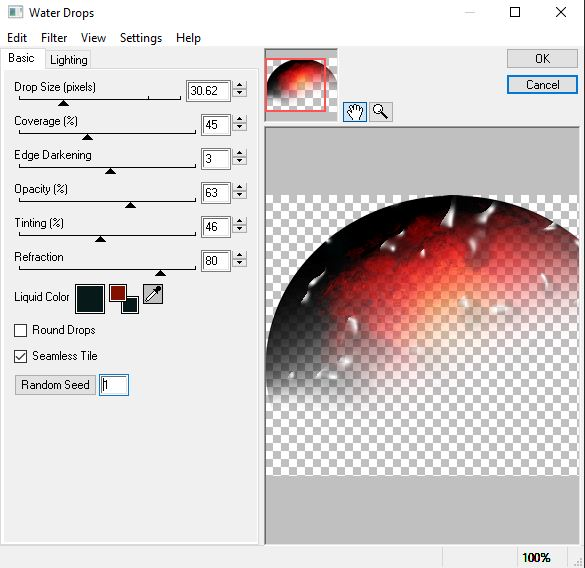 Water Drops
Edit Filter View Settings Help
Basic Lighting
OK
Cancel
Drop Size (pixels) 30.62
Coverage (%) 45
Edge Darkening 3
Opacity (%) 63
Tinting (%) 46
Refraction 80
Liquid Color
Round Drops
Seamless Tile
Random Seed 1
100%